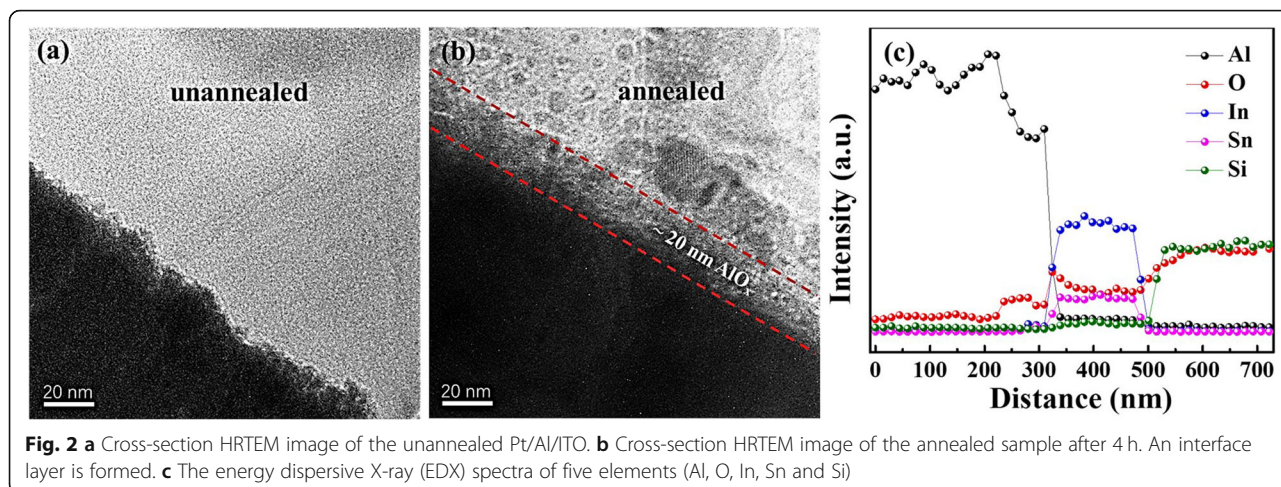 (a)
unannealed
20 nm
(b)
annealed
~ 20 nm AlOx
20 nm
(c)
Al
O
In
Sn
Si
Intensity (a.u.)
0 100 200 300 400 500 600 700
Distance (nm)
Fig. 2 a Cross-section HRTEM image of the unannealed Pt/Al/ITO. b Cross-section HRTEM image of the annealed sample after 4 h. An interface
layer is formed. c The energy dispersive X-ray (EDX) spectra of five elements (Al, O, In, Sn and Si)